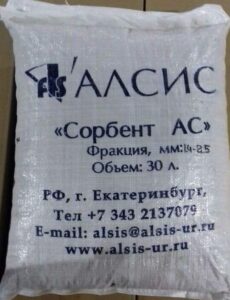 fls АЛСИС
«Сорбент АС»
Фракция, мм:
Объем: 30 л.
РФ, г. Екатеринбург,
Тел +7 343 2137079
E-mail: alsis@alsis-ur.ru
www.alsis-ur.ru